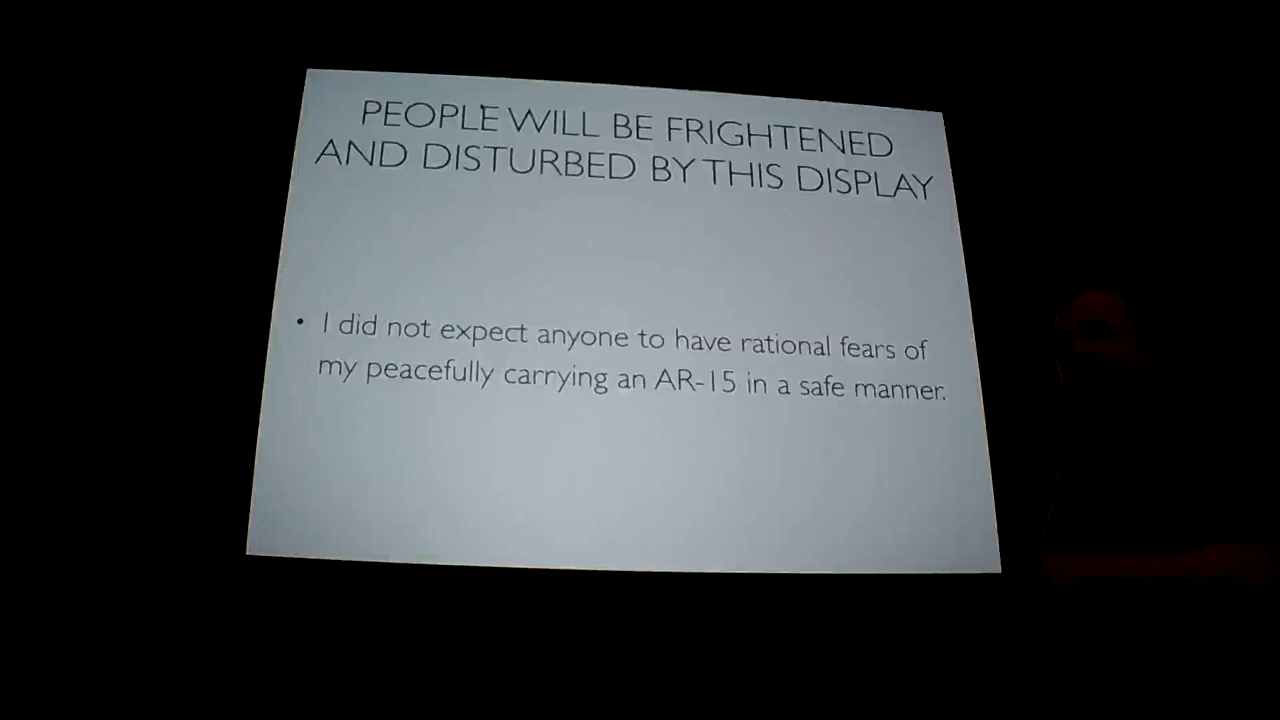 PEOPLE WILL BE FRIGHTENED
AND DISTURBED BY THIS DISPLAY
• I did not expect anyone to have rational fears of
my peacefully carrying an AR-15 in a safe manner.